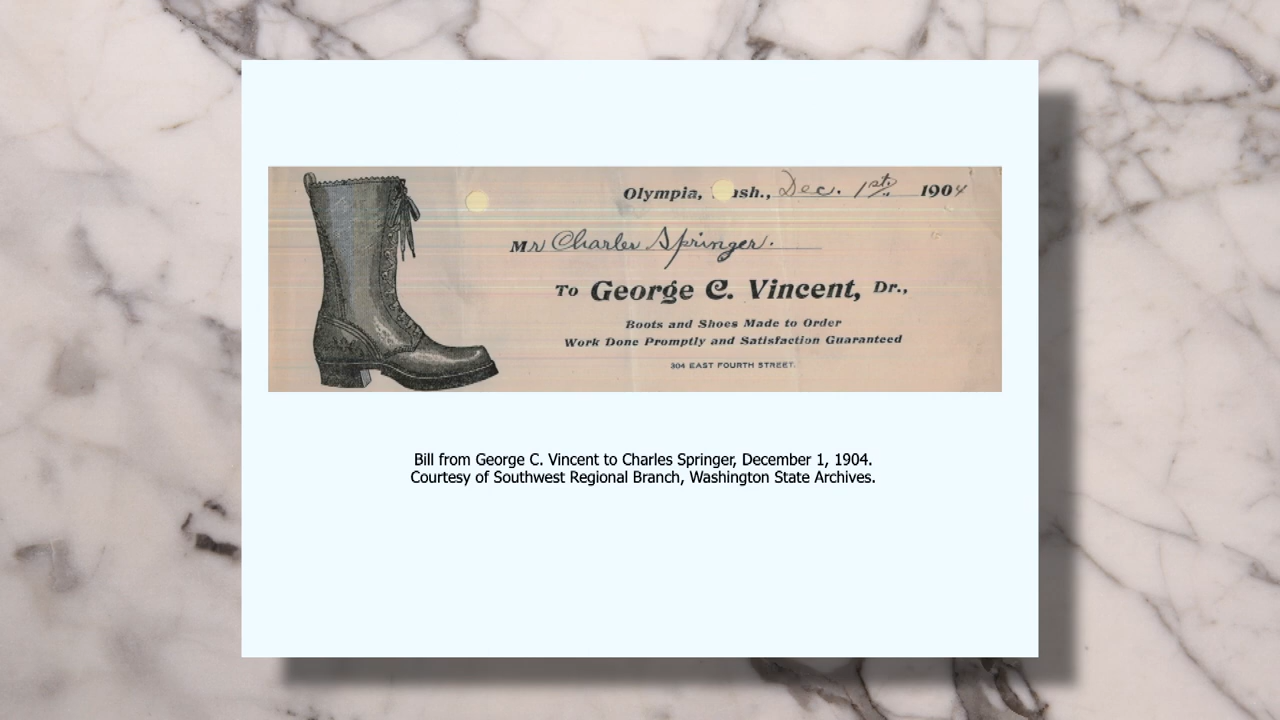 Olympia, Wash., Dec. 1st 1904
Mr Charles Springer.
To George C. Vincent, Dr.,
Boots and Shoes Made to Order
Work Done Promptly and Satisfaction Guaranteed
304 EAST FOURTH STREET.
Bill from George C. Vincent to Charles Springer, December 1, 1904.
Courtesy of Southwest Regional Branch, Washington State Archives.